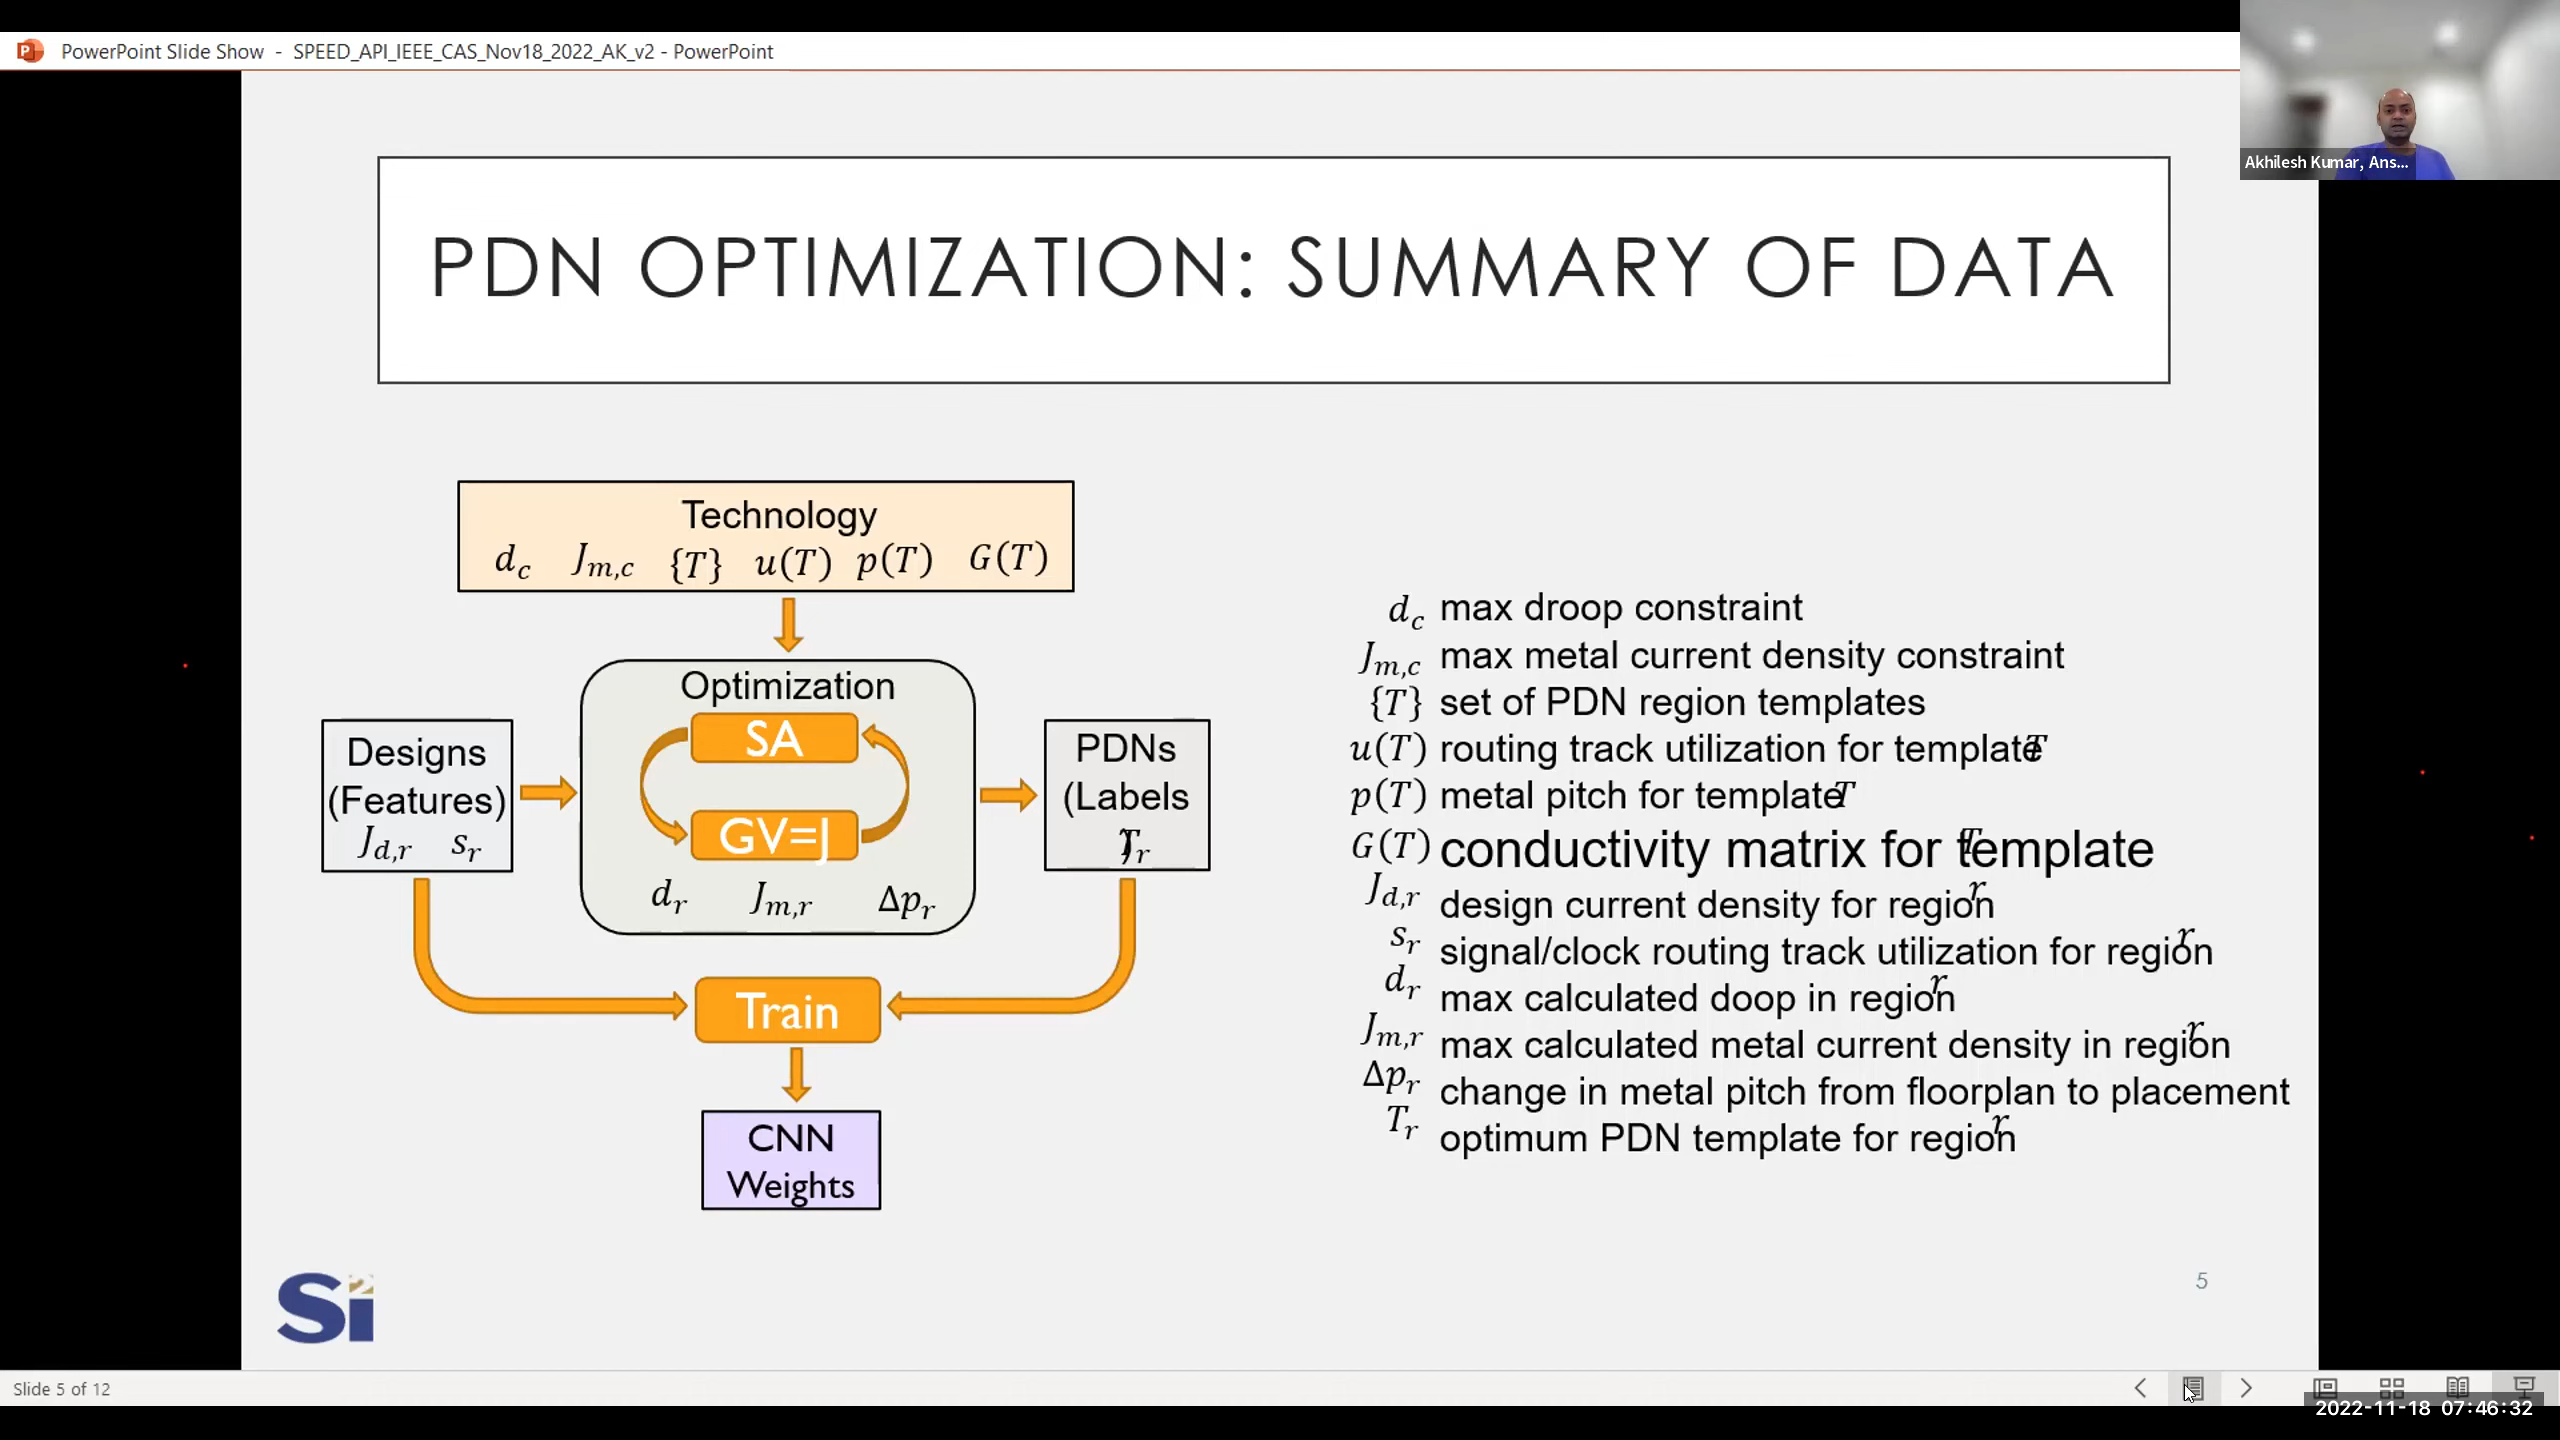 PowerPoint Slide Show - SPEED_API_IEEE_CAS_Nov18_2022_AK_v2 - PowerPoint
Akhilesh Kumar, Ans...
PDN OPTIMIZATION: SUMMARY OF DATA
Technology
d_c J_{m,c} {T} u(T) p(T) G(T)
Optimization
SA
GV=J
d_r J_{m,r} Δp_r
Designs
(Features)
J_{d,r} s_r
PDNs
(Labels
)T_r
Train
CNN
Weights
d_c max droop constraint
J_{m,c} max metal current density constraint
{T} set of PDN region templates
u(T) routing track utilization for template T
p(T) metal pitch for template T
G(T) conductivity matrix for template T
J_{d,r} design current density for region r
s_r signal/clock routing track utilization for region r
d_r max calculated doop in region r
J_{m,r} max calculated metal current density in region r
Δp_r change in metal pitch from floorplan to placement
T_r optimum PDN template for region r
Si2
5
Slide 5 of 12
2022-11-18 07:46:32